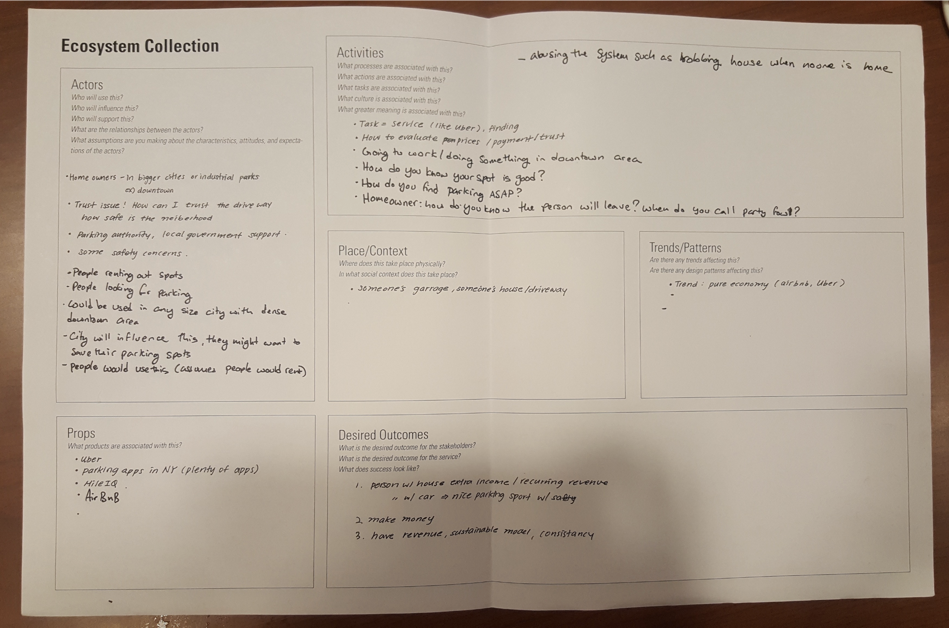 Ecosystem Collection
Actors
Who will use this?
Who will influence this?
Who will support this?
What are the relationships between the actors?
What assumptions are you making about the characteristics, attitudes, and expecta-
tions of the actors?
• Home owners - In bigger cities or industrial parks
ex) downtown
• Trust issue! How can I trust the drive way
how safe is the neiberhood
• Parking authority, local government support.
• some safety concerns.
- People renting out spots
- People looking for parking
- Could be used in any size city with dense
downtown area
- City will influence this, they might want to
save their parking spots
- People would use this (assumes people would rent)
Activities
What processes are associated with this?
What actions are associated with this?
What tasks are associated with this?
What culture is associated with this?
What greater meaning is associated with this?
- abusing the system such as robbing house when noone is home
• Task = service (like uber), finding
• How to evaluate prices / payment / trust
• Going to work / doing something in downtown area
• How do you know your spot is good?
• How do you find parking ASAP?
• Homeowner: how do you know the person will leave? When do you call party
Place/Context
Where does this take place physically?
In what social context does this take place?
• someone's garrage, someone's house/driveway
Trends/Patterns
Are there any trends affecting this?
Are there any design patterns affecting this?
• Trend: pure economy (airbnb, Uber)
-
-
Props
What products are associated with this?
• Uber
• parking apps in NY (plenty of apps)
• MileIQ
• AirBnB
•
Desired Outcomes
What is the desired outcome for the stakeholders?
What is the desired outcome for the service?
What does success look like?
1. person w/ house extra income / recurring revenue
" w/ car → nice parking sport w/ safty
2. make money
3. have revenue, sustainable model, consistancy